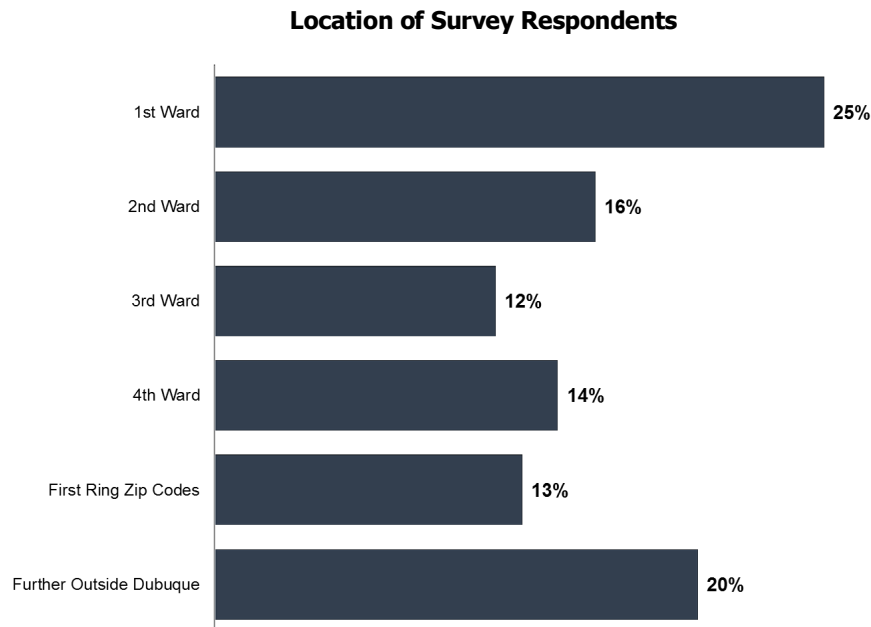 Location of Survey Respondents
1st Ward 25%
2nd Ward 16%
3rd Ward 12%
4th Ward 14%
First Ring Zip Codes 13%
Further Outside Dubuque 20%